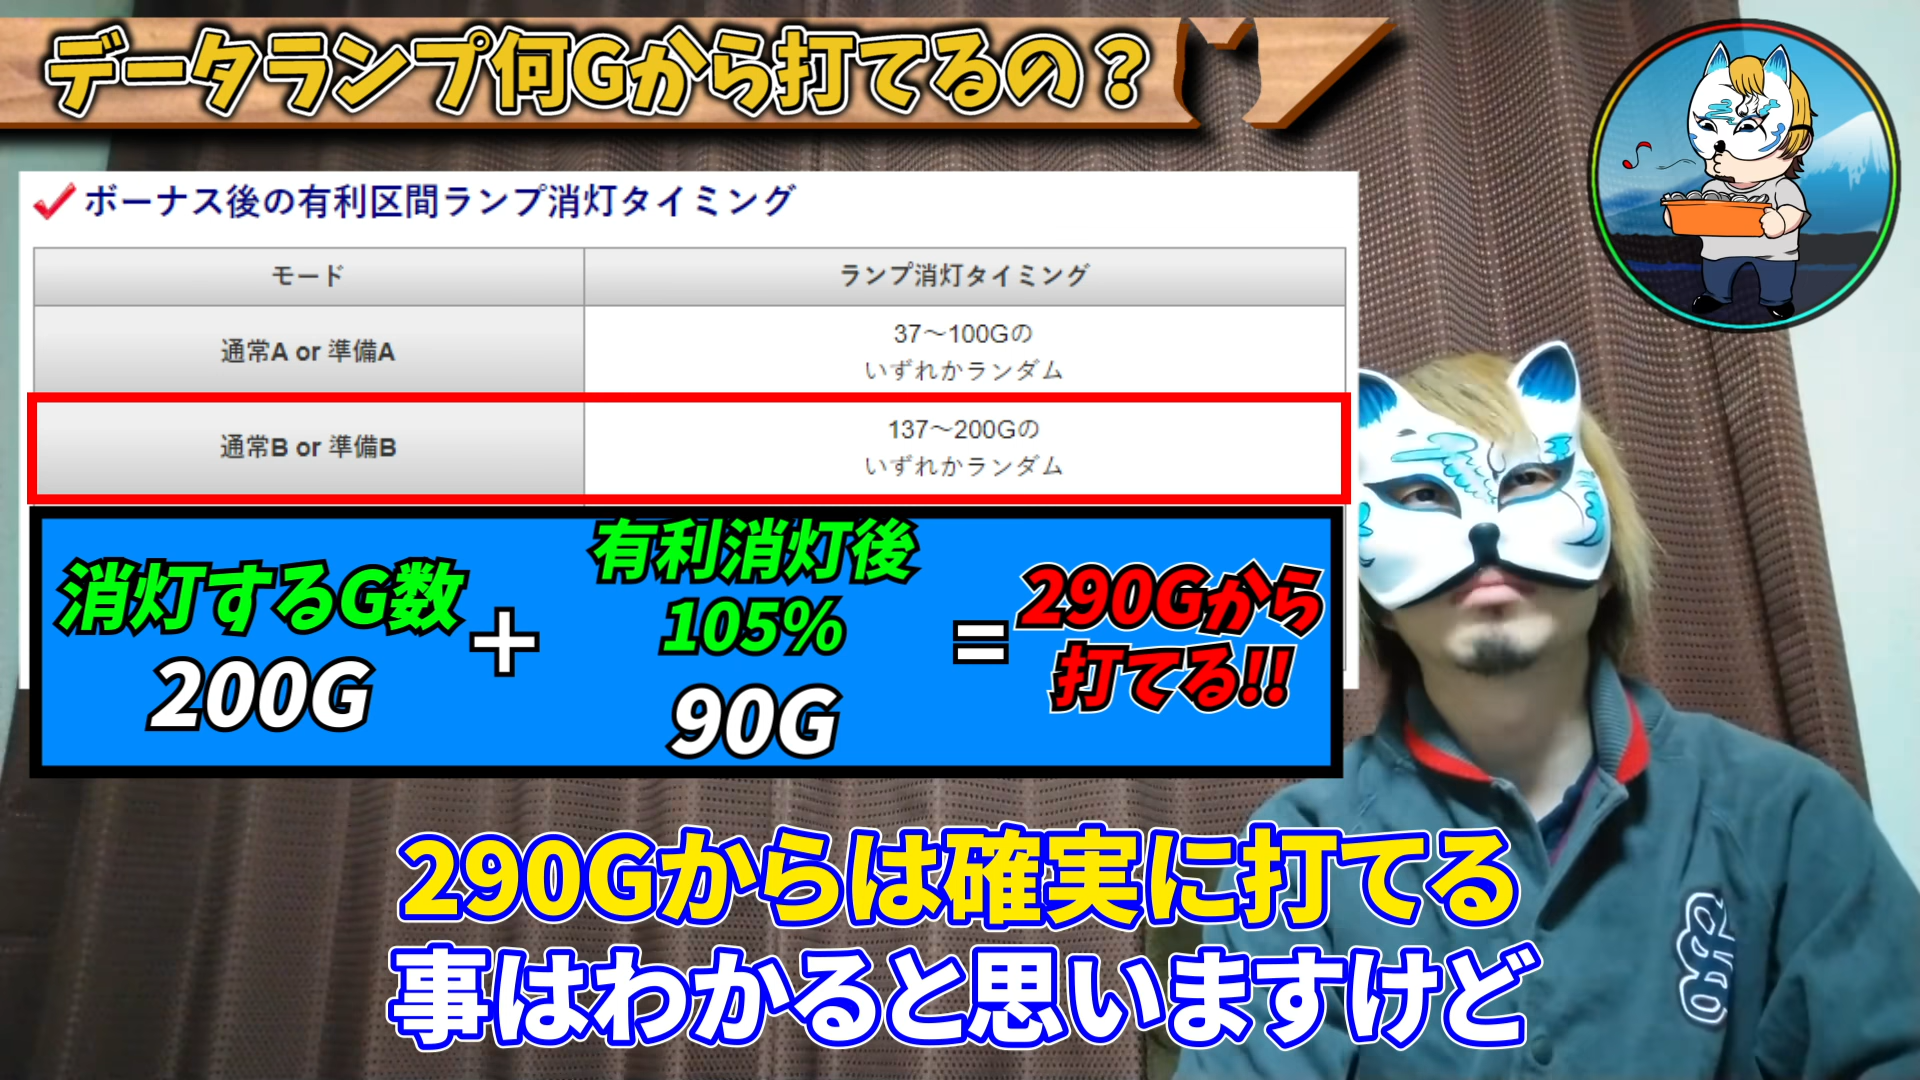 データランプ何Gから打てるの？
ボーナス後の有利区間ランプ消灯タイミング
モード
ランプ消灯タイミング
通常A or 準備A
37～100Gの
いずれかランダム
通常B or 準備B
137～200Gの
いずれかランダム
消灯するG数
200G
+
有利消灯後
105%
90G
=
290Gから
打てる!!
290Gからは確実に打てる
事はわかると思いますけど